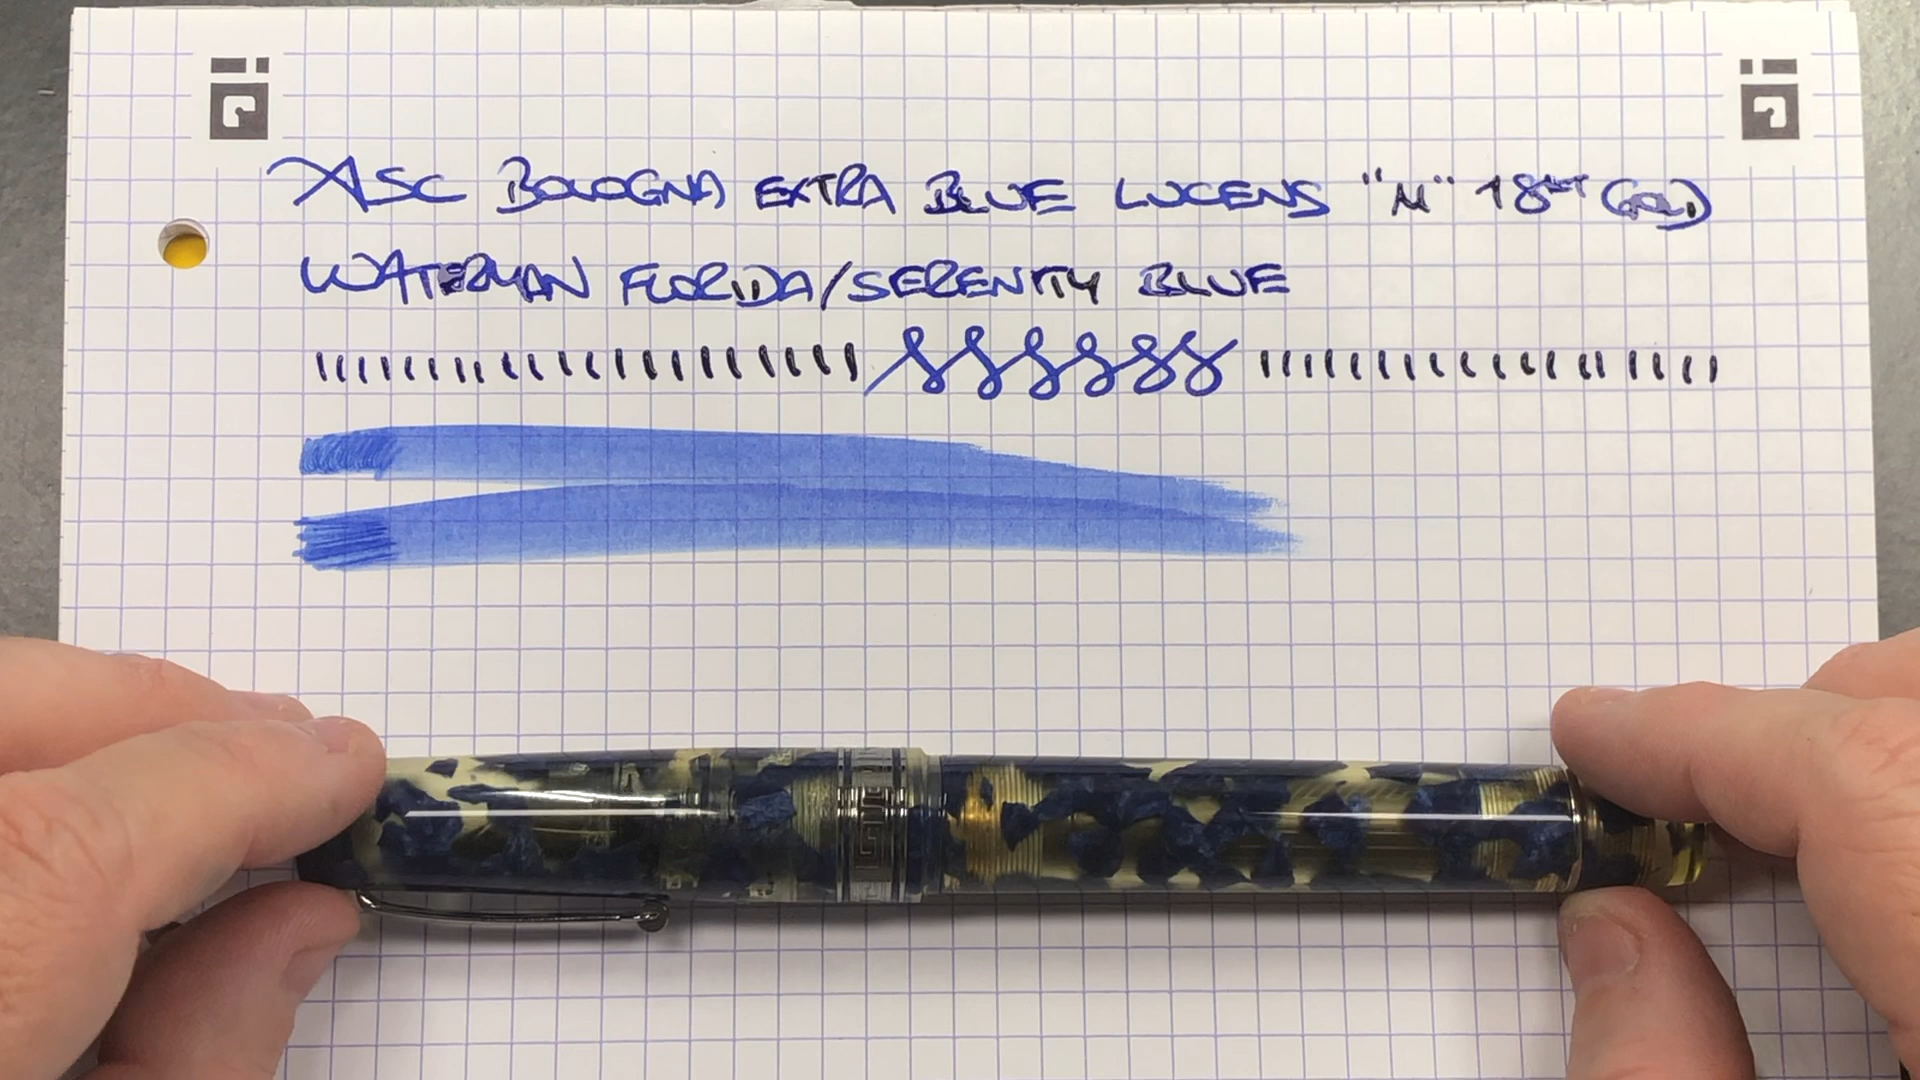 ASC BOLOGNA EXTRA BLUE LUCENS "M" 18KT GOLD
WATERMAN FLORIDA/SERENITY BLUE